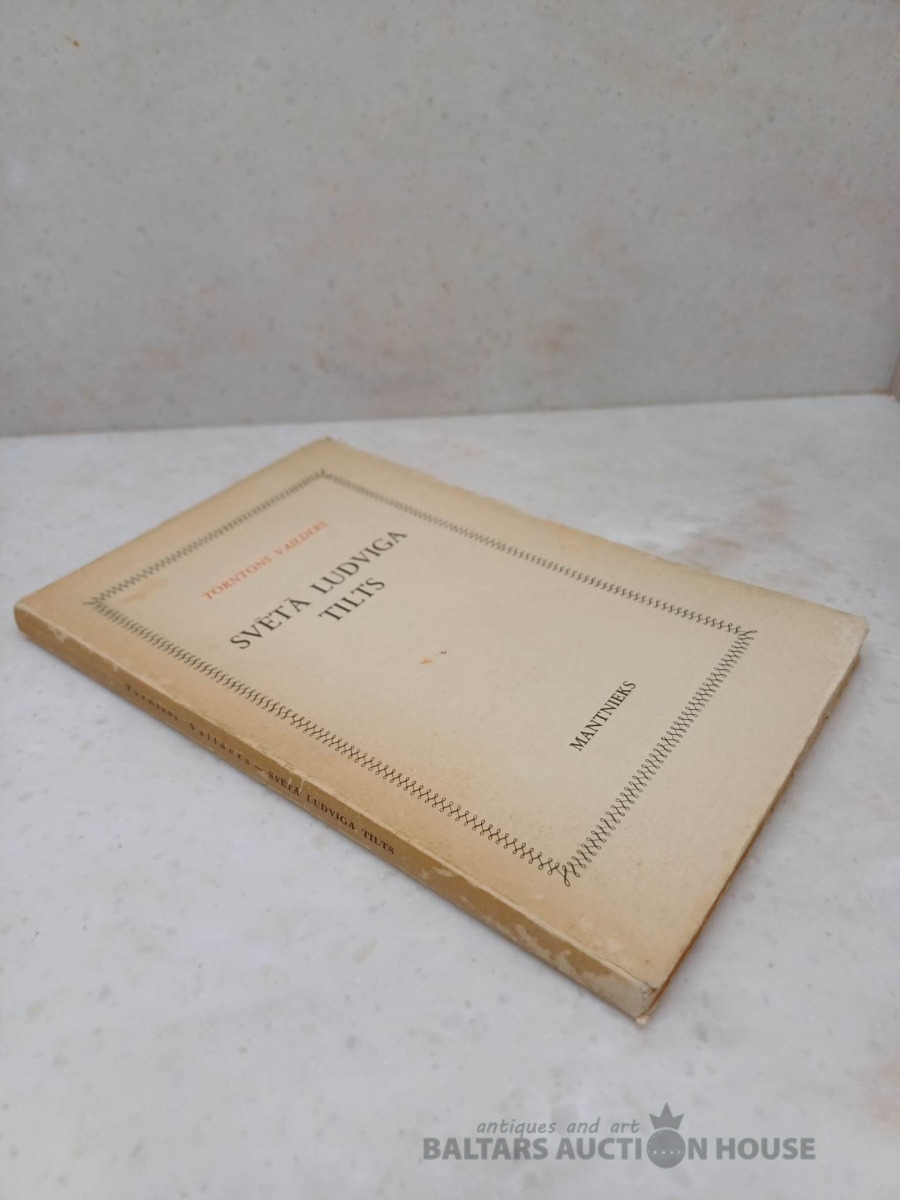 TORNTONS VAILDERS
SVĒTĀ LUDVIGA
TILTS
MANTNIEKS
Torntons Vailders — SVĒTĀ LUDVIGA TILTS
antiques and art
BALTARS AUCTION HOUSE